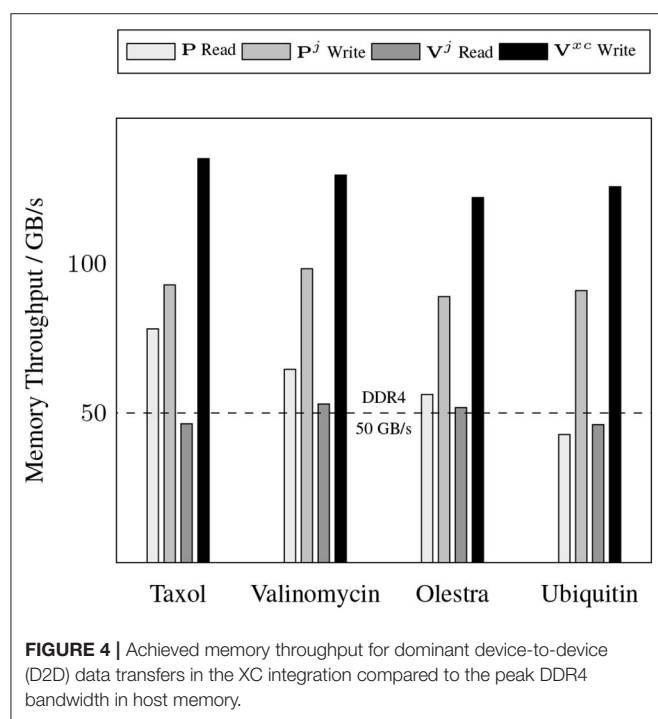 P Read P^j Write V^j Read V^xc Write
Memory Throughput / GB/s
100
50
DDR4
50 GB/s
Taxol Valinomycin Olestra Ubiquitin
FIGURE 4 | Achieved memory throughput for dominant device-to-device
(D2D) data transfers in the XC integration compared to the peak DDR4
bandwidth in host memory.